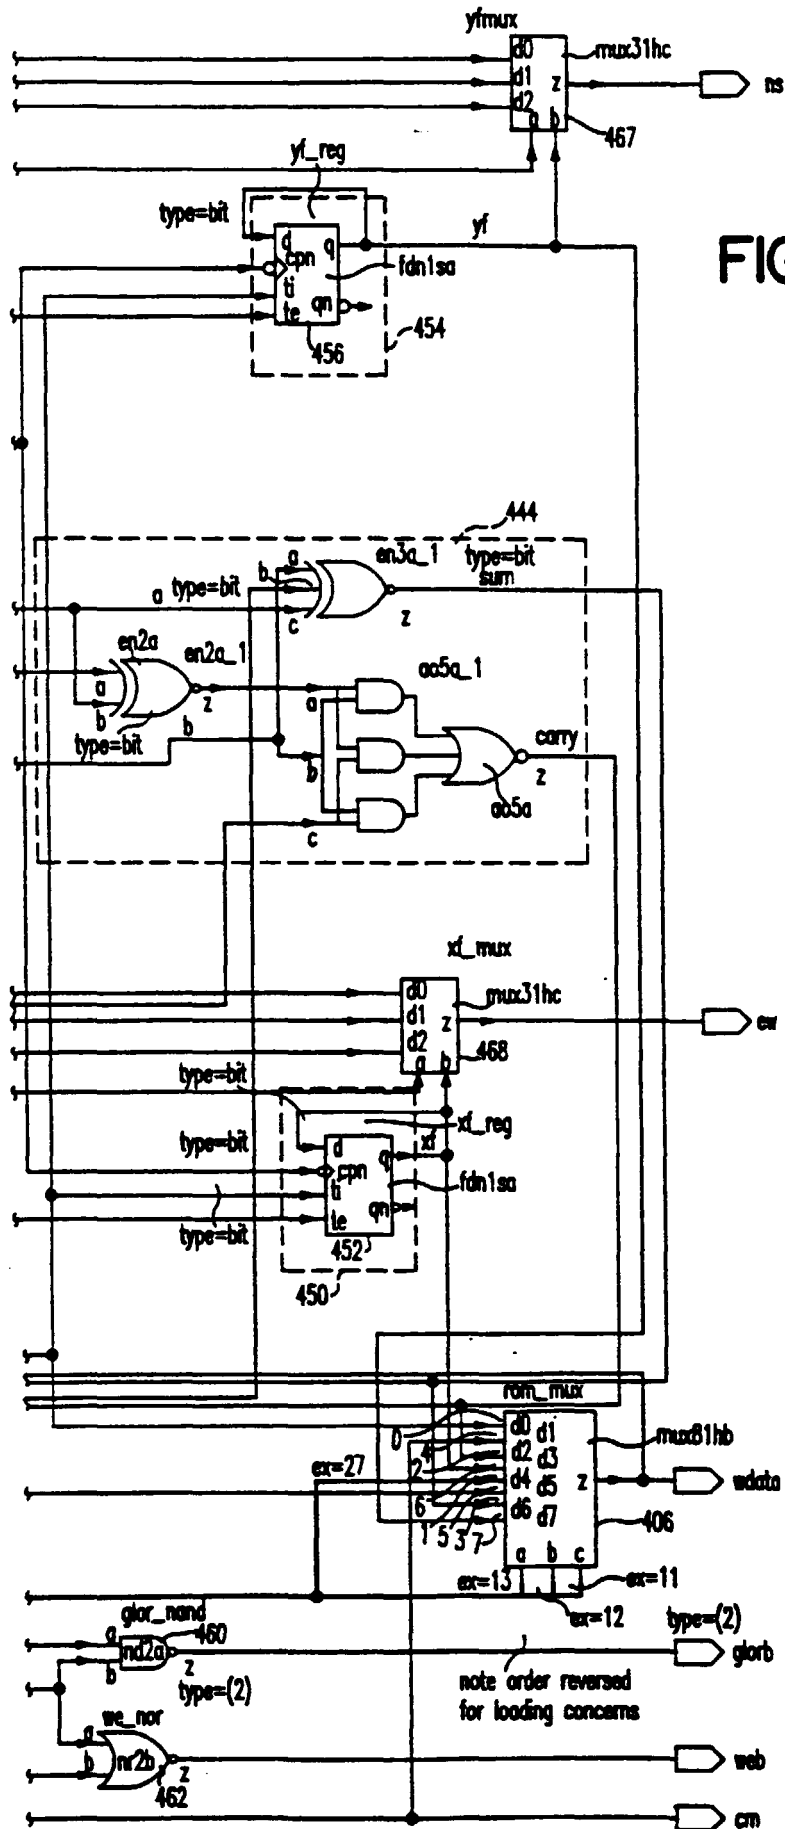 yfmux
d0
mux31hc
d1
z
ns
d2
a b
467
yf_reg
type=bit
yf
FIG
d
q
cpn
fdn1sa
ti
qn
te
454
456
444
en3a_1
type=bit
a
sum
b
type=bit
a
c
z
en2a
en2a_1
ao5a_1
a
z
a
b
b
type=bit
carry
b
z
ao5a
c
xf_mux
d0
mux31hc
d1
z
ew
d2
468
a b
type=bit
xf_reg
xf
type=bit
d
q
cpn
fdn1sa
ti
qn
type=bit
te
452
450
rom_mux
0
d0
d1
mux81hb
4
d2
d3
ex=27
2
d4
d5
z
wdata
6
d6
d7
406
1 5 3 7
a b c
ex=13
ex=11
ex=12
glor_nand
type=(2)
a
460
nd2a
glorb
b
z
type=(2)
note order reversed
for loading concerns
we_nor
a
nr2b
web
b
z
462
cm